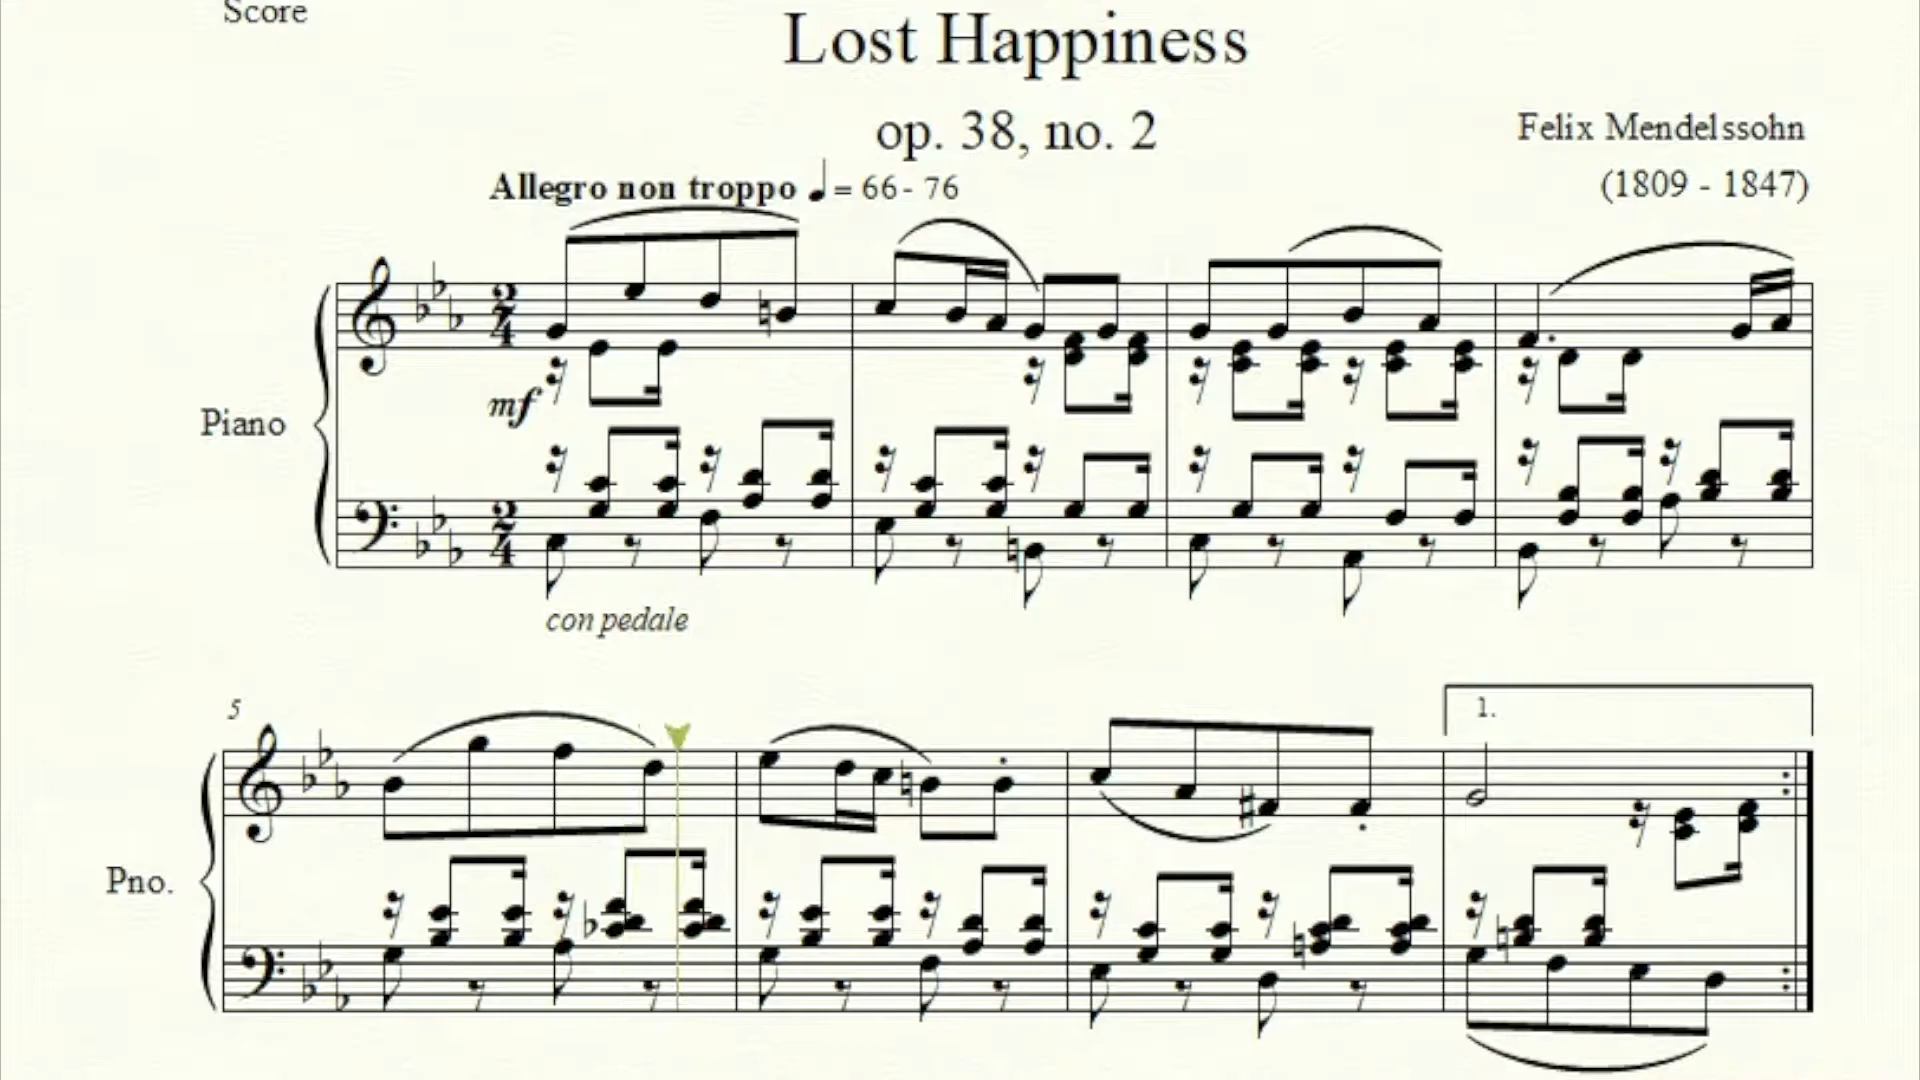 Score
Lost Happiness
op. 38, no. 2
Felix Mendelssohn
(1809 - 1847)
Allegro non troppo ♩= 66- 76
Piano
mf
con pedale
5
1.
Pno.